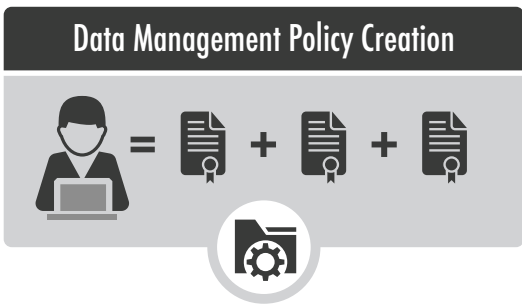 Data Management Policy Creation
= + +